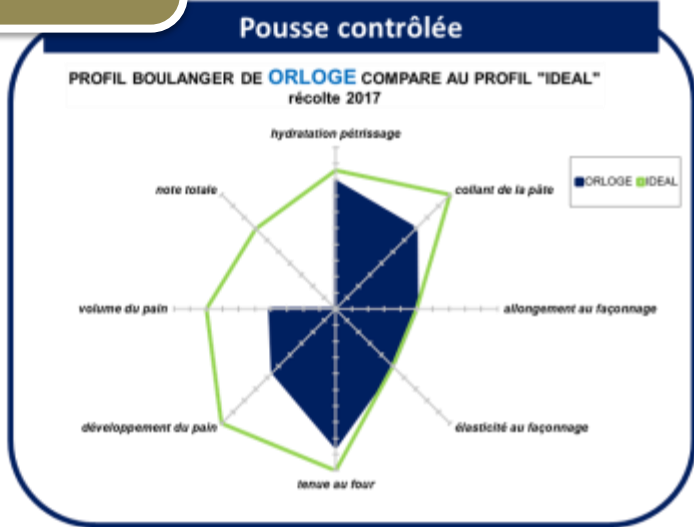 Pousse contrôlée
PROFIL BOULANGER DE ORLOGE COMPARE AU PROFIL "IDEAL"
récolte 2017
hydratation pétrissage
note totale
collant de la pâte
ORLOGE IDEAL
volume du pain
allongement au façonnage
développement du pain
élasticité au façonnage
tenue au four